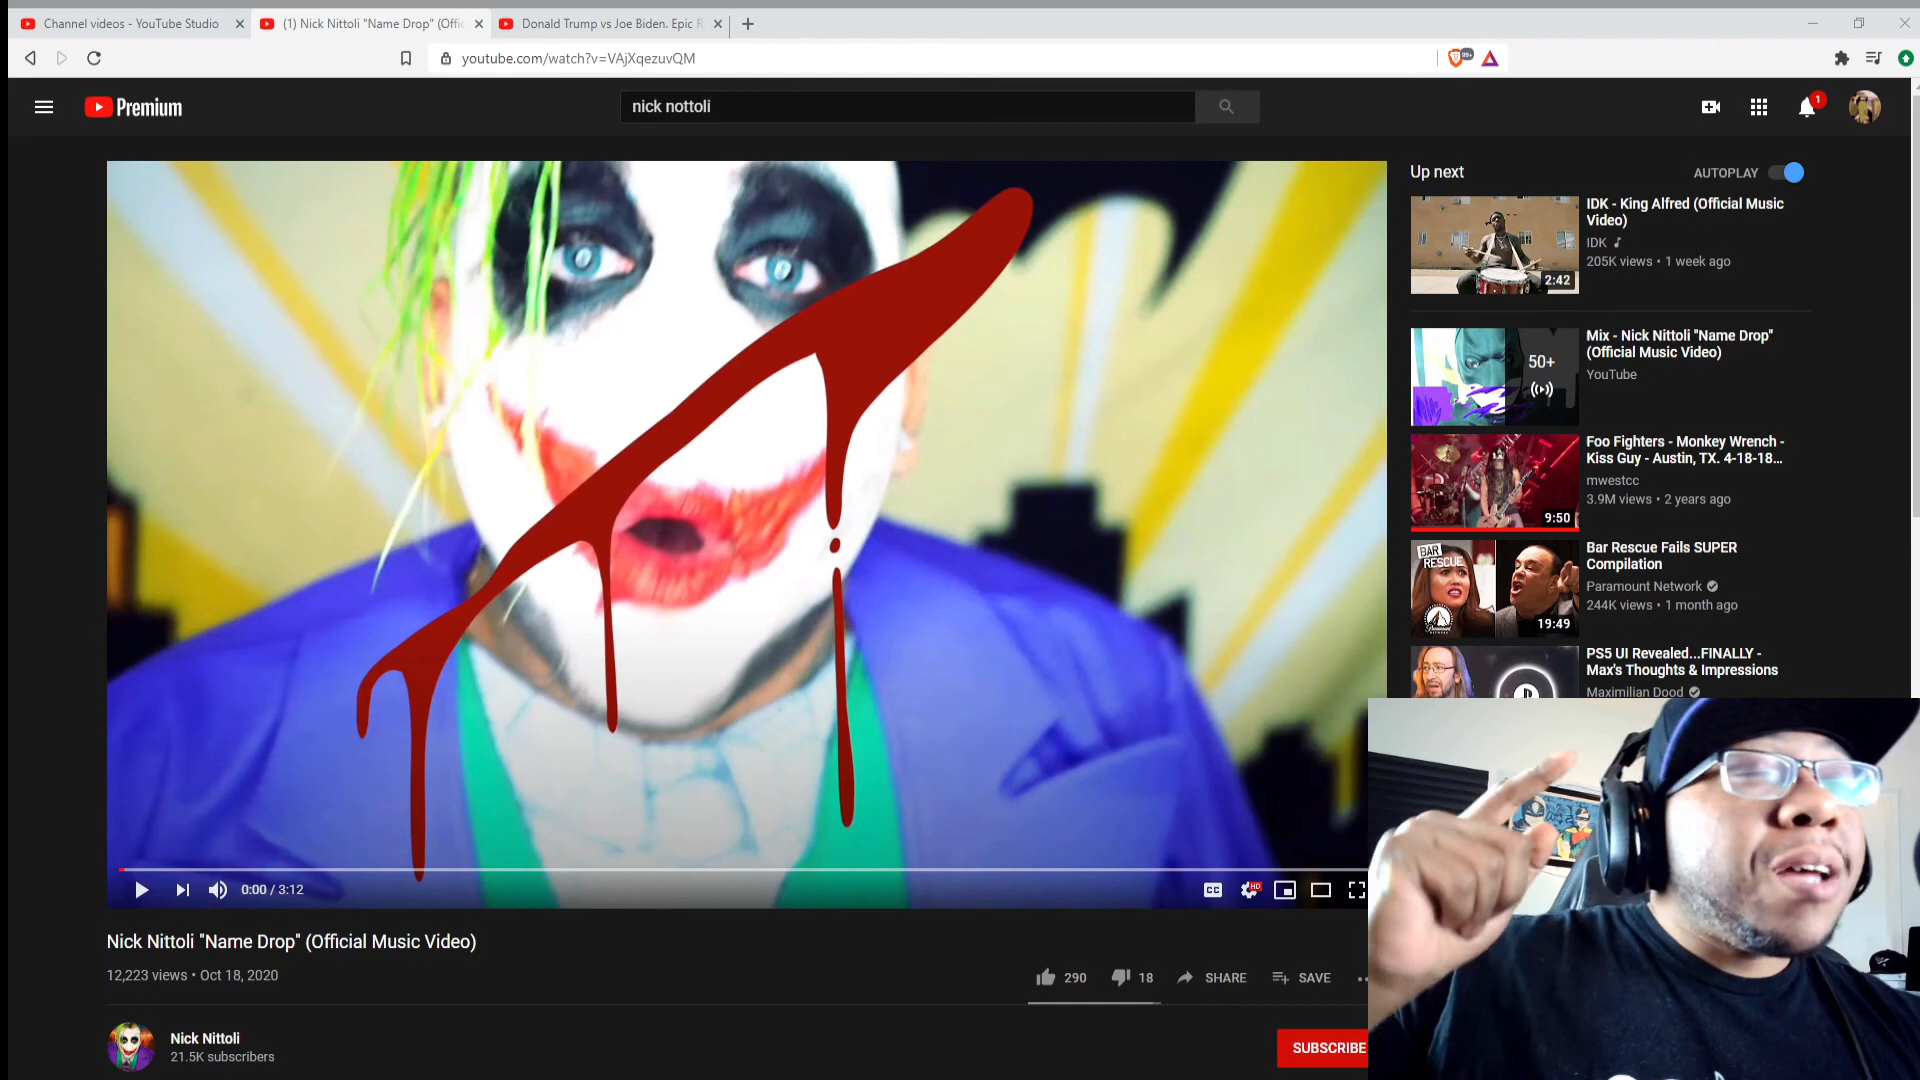 Channel videos - YouTube Studio
(1) Nick Nittoli "Name Drop" (Offic
Donald Trump vs Joe Biden. Epic R
youtube.com/watch?v=VAjXqezuvQM
99+
Premium
nick nottoli
1
Up next
AUTOPLAY
IDK - King Alfred (Official Music
Video)
IDK
205K views • 1 week ago
2:42
Mix - Nick Nittoli "Name Drop"
(Official Music Video)
YouTube
50+
Foo Fighters - Monkey Wrench -
Kiss Guy - Austin, TX. 4-18-18...
mwestcc
3.9M views • 2 years ago
9:50
Bar Rescue Fails SUPER
Compilation
Paramount Network
244K views • 1 month ago
BAR
RESCUE
19:49
PS5 UI Revealed...FINALLY -
Max's Thoughts & Impressions
Maximilian Dood
0:00 / 3:12
CC
HD
Nick Nittoli "Name Drop" (Official Music Video)
12,223 views • Oct 18, 2020
290
18
SHARE
SAVE
Nick Nittoli
21.5K subscribers
SUBSCRIBE